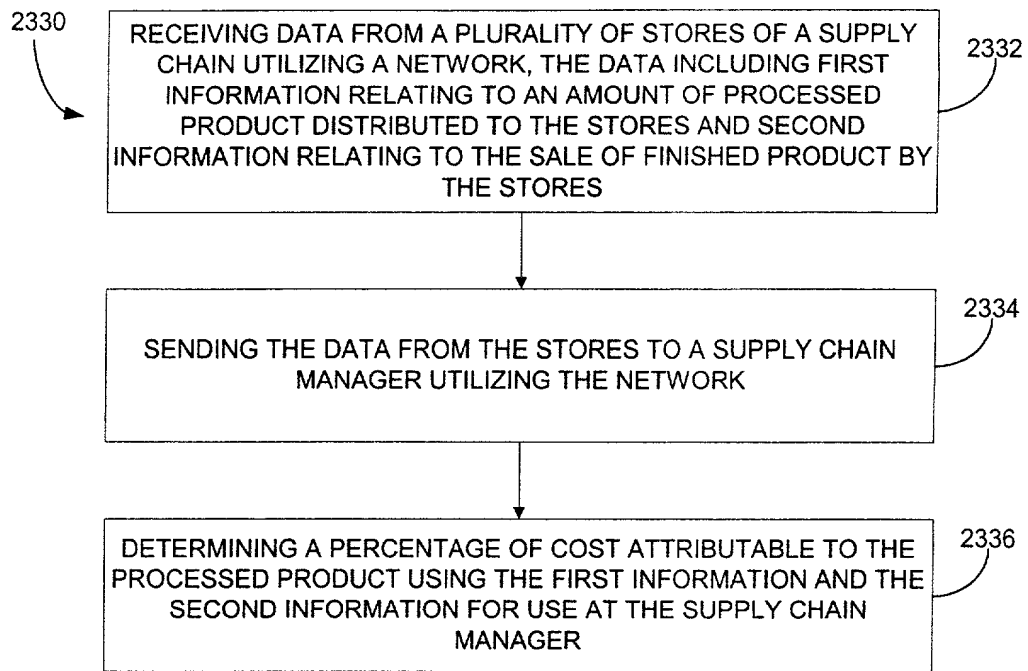 2330
RECEIVING DATA FROM A PLURALITY OF STORES OF A SUPPLY
CHAIN UTILIZING A NETWORK, THE DATA INCLUDING FIRST
INFORMATION RELATING TO AN AMOUNT OF PROCESSED
PRODUCT DISTRIBUTED TO THE STORES AND SECOND
INFORMATION RELATING TO THE SALE OF FINISHED PRODUCT BY
THE STORES
2332
SENDING THE DATA FROM THE STORES TO A SUPPLY CHAIN
MANAGER UTILIZING THE NETWORK
2334
DETERMINING A PERCENTAGE OF COST ATTRIBUTABLE TO THE
PROCESSED PRODUCT USING THE FIRST INFORMATION AND THE
SECOND INFORMATION FOR USE AT THE SUPPLY CHAIN
MANAGER
2336